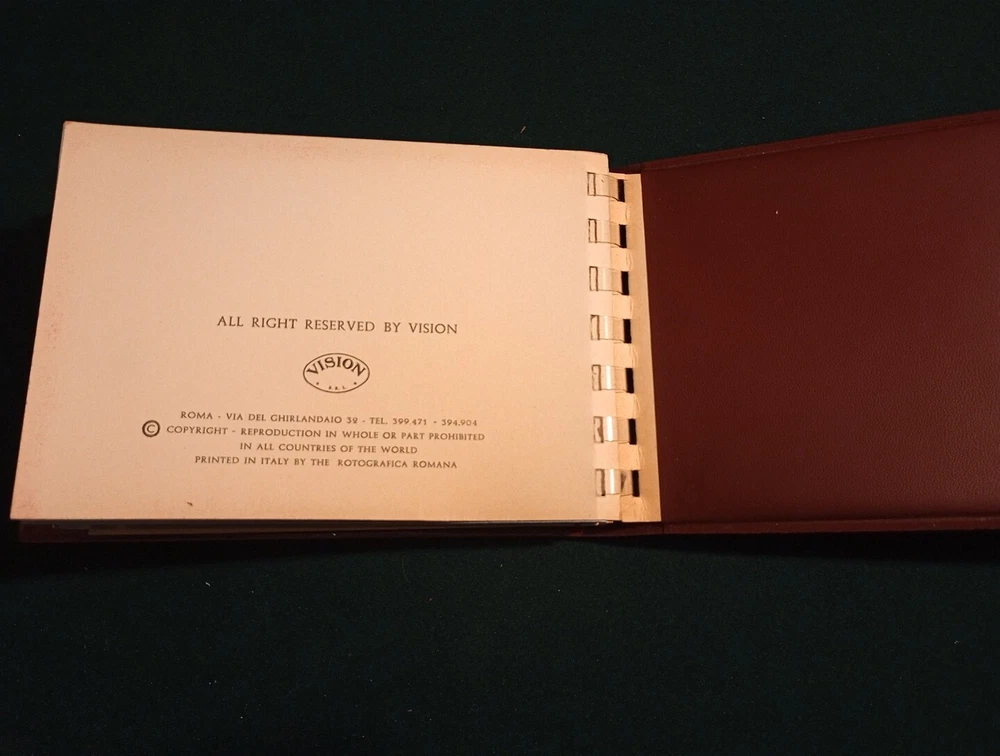 ALL RIGHT RESERVED BY VISION
VISION
S.R.L.
ROMA - VIA DEL GHIRLANDAIO 32 - TEL. 399.471 - 394.904
© COPYRIGHT - REPRODUCTION IN WHOLE OR PART PROHIBITED
IN ALL COUNTRIES OF THE WORLD
PRINTED IN ITALY BY THE ROTOGRAFICA ROMANA